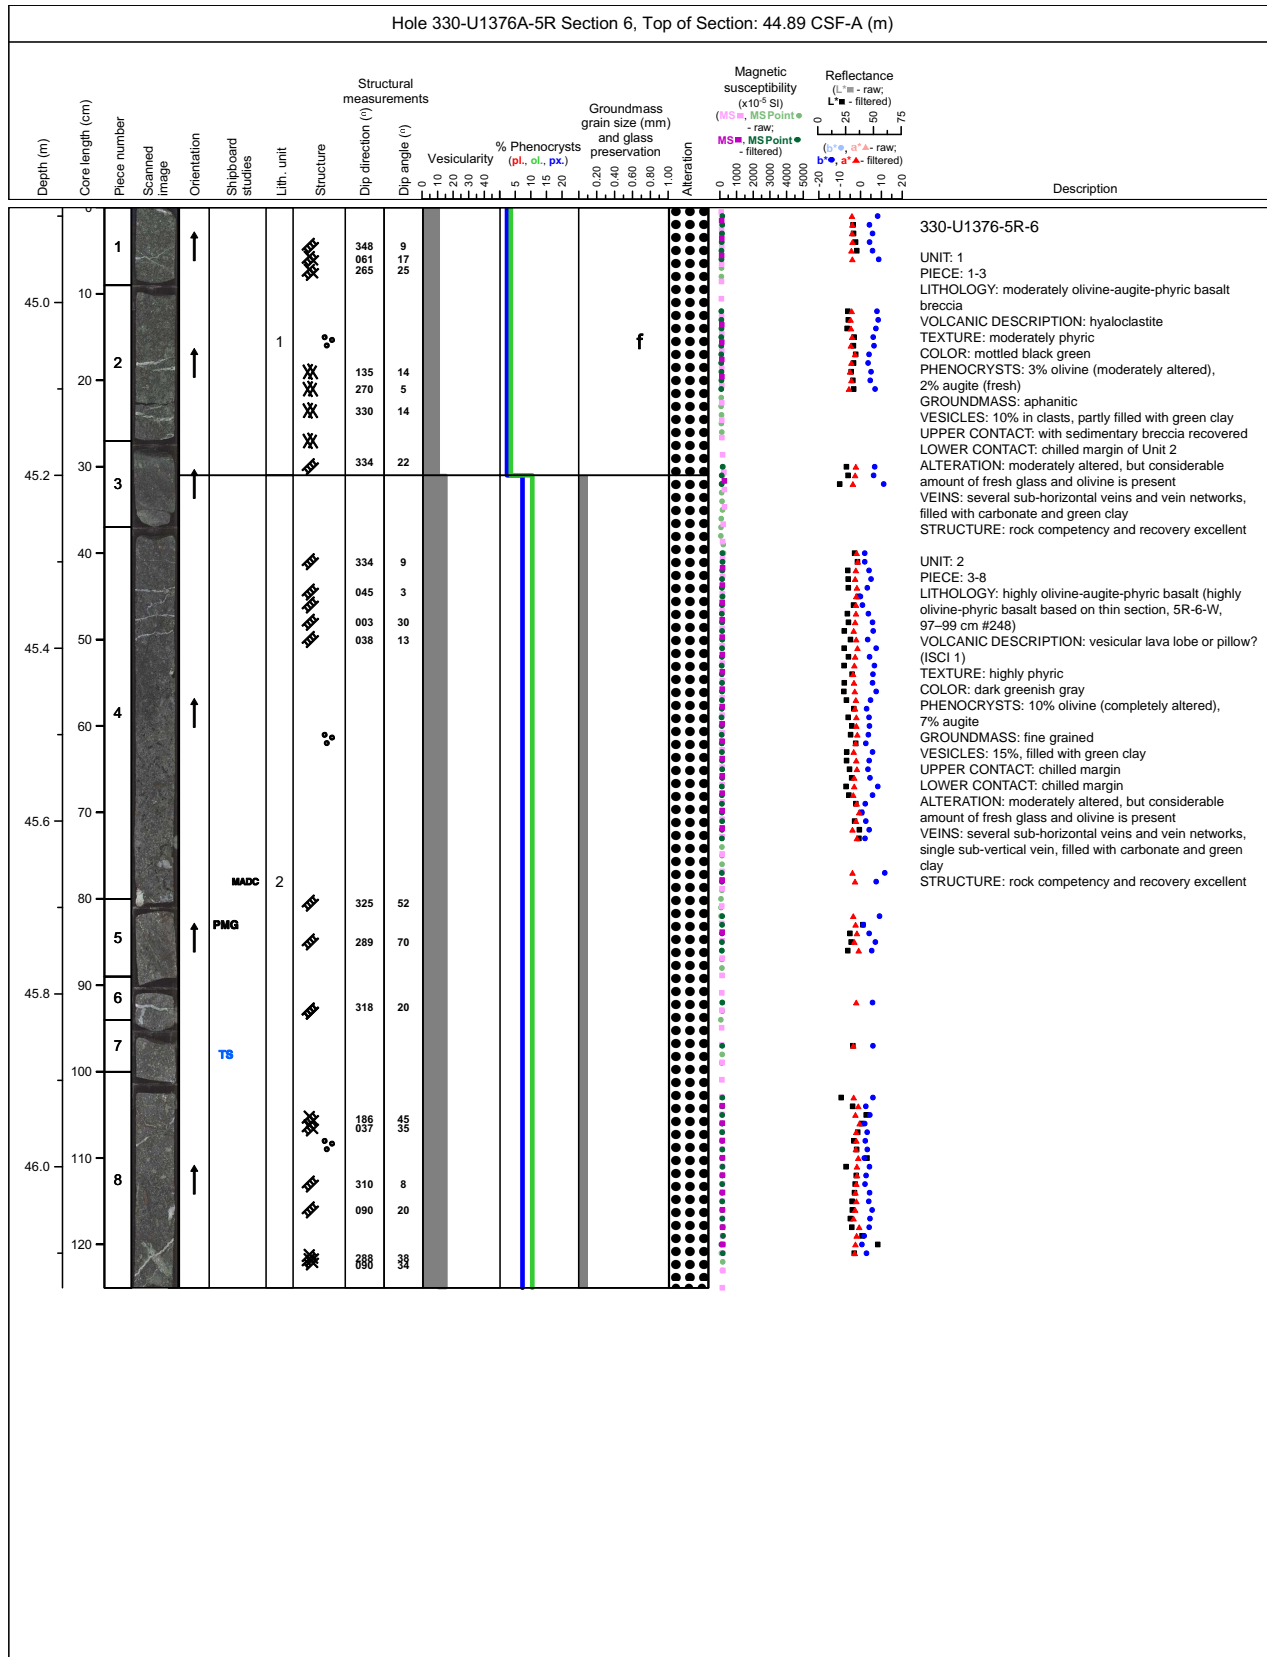 Hole 330-U1376A-5R Section 6, Top of Section: 44.89 CSF-A (m)
Depth (m)
Core length (cm)
Piece number
Scanned
image
Orientation
Shipboard
studies
Lith. unit
Structure
Structural
measurements
Dip direction (°)
Dip angle (°)
Vesicularity
0 10 20 30 40
% Phenocrysts
(pl., ol., px.)
5 10 15 20
Groundmass
grain size (mm)
and glass
preservation
0.20 0.40 0.60 0.80 1.00
Alteration
Magnetic
susceptibility
(x10-5 SI)
(MS■, MSPoint●
- raw;
MS■, MSPoint●
- filtered)
0 1000 2000 3000 4000 5000
Reflectance
(L*■ - raw;
L*■ - filtered)
0 25 50 75
(b*●, a*▲- raw;
b*●, a*▲- filtered)
-20 -10 0 10 20
Description
45.0
45.2
45.4
45.6
45.8
46.0
0
10
20
30
40
50
60
70
80
90
100
110
120
1
2
3
4
5
6
7
8
MADC
PMG
TS
1
2
348 9
061 17
265 25
135 14
270 5
330 14
334 22
334 9
045 3
003 30
038 13
325 52
289 70
318 20
186 45
037 35
310 8
090 20
288 38
090 34
f
330-U1376-5R-6
UNIT: 1
PIECE: 1-3
LITHOLOGY: moderately olivine-augite-phyric basalt
breccia
VOLCANIC DESCRIPTION: hyaloclastite
TEXTURE: moderately phyric
COLOR: mottled black green
PHENOCRYSTS: 3% olivine (moderately altered),
2% augite (fresh)
GROUNDMASS: aphanitic
VESICLES: 10% in clasts, partly filled with green clay
UPPER CONTACT: with sedimentary breccia recovered
LOWER CONTACT: chilled margin of Unit 2
ALTERATION: moderately altered, but considerable
amount of fresh glass and olivine is present
VEINS: several sub-horizontal veins and vein networks,
filled with carbonate and green clay
STRUCTURE: rock competency and recovery excellent
UNIT: 2
PIECE: 3-8
LITHOLOGY: highly olivine-augite-phyric basalt (highly
olivine-phyric basalt based on thin section, 5R-6-W,
97–99 cm #248)
VOLCANIC DESCRIPTION: vesicular lava lobe or pillow?
(ISCI 1)
TEXTURE: highly phyric
COLOR: dark greenish gray
PHENOCRYSTS: 10% olivine (completely altered),
7% augite
GROUNDMASS: fine grained
VESICLES: 15%, filled with green clay
UPPER CONTACT: chilled margin
LOWER CONTACT: chilled margin
ALTERATION: moderately altered, but considerable
amount of fresh glass and olivine is present
VEINS: several sub-horizontal veins and vein networks,
single sub-vertical vein, filled with carbonate and green
clay
STRUCTURE: rock competency and recovery excellent